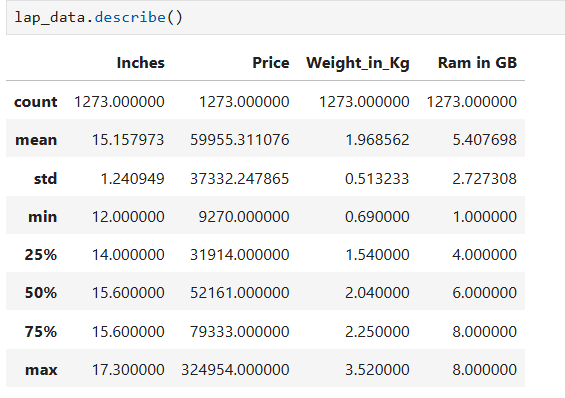 lap_data.describe()
Inches Price Weight_in_Kg Ram in GB
count 1273.000000 1273.000000 1273.000000 1273.000000
mean 15.157973 59955.311076 1.968562 5.407698
std 1.240949 37332.247865 0.513233 2.727308
min 12.000000 9270.000000 0.690000 1.000000
25% 14.000000 31914.000000 1.540000 4.000000
50% 15.600000 52161.000000 2.040000 6.000000
75% 15.600000 79333.000000 2.250000 8.000000
max 17.300000 324954.000000 3.520000 8.000000